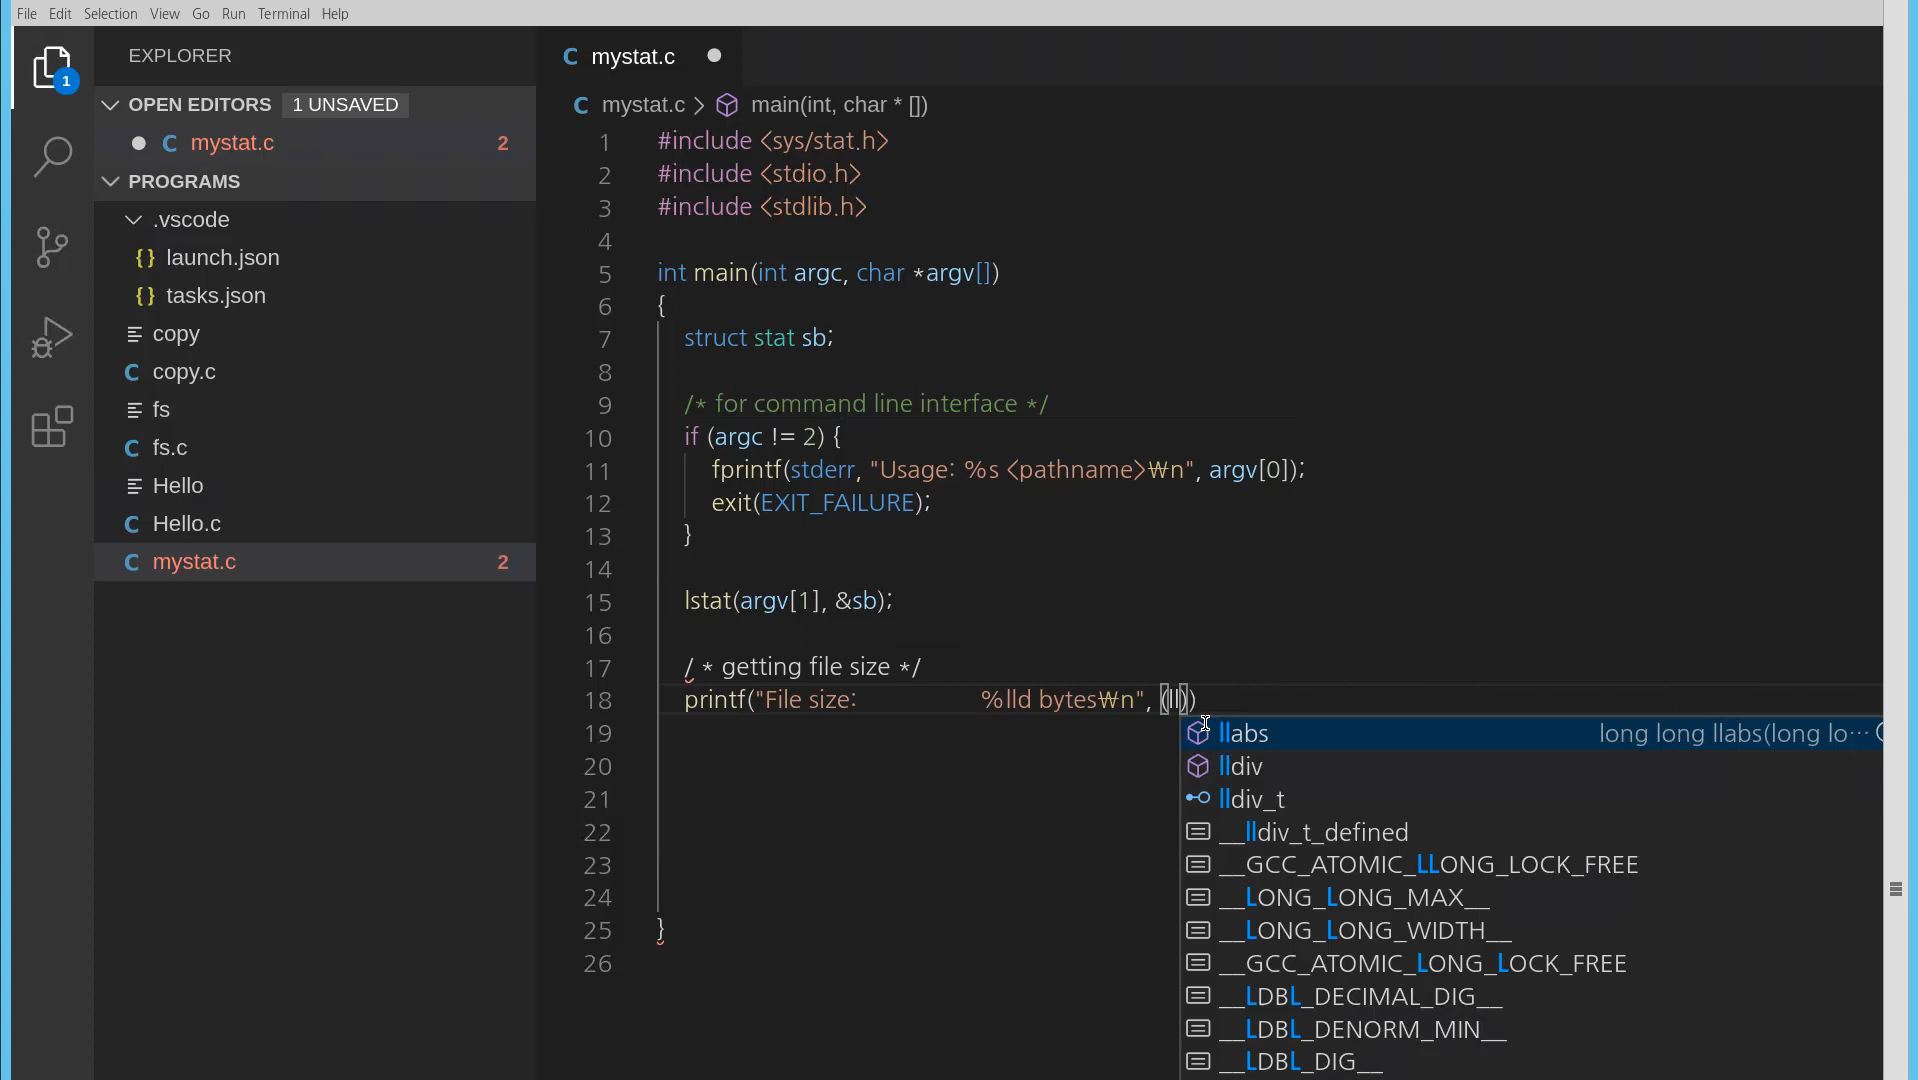 File Edit Selection View Go Run Terminal Help
1
EXPLORER
OPEN EDITORS 1 UNSAVED
C mystat.c 2
PROGRAMS
.vscode
{} launch.json
{} tasks.json
copy
C copy.c
fs
C fs.c
Hello
C Hello.c
C mystat.c 2
C mystat.c
C mystat.c > main(int, char * [])
1 #include <sys/stat.h>
2 #include <stdio.h>
3 #include <stdlib.h>
4
5 int main(int argc, char *argv[])
6 {
7 struct stat sb;
8
9 /* for command line interface */
10 if (argc != 2) {
11 fprintf(stderr, "Usage: %s <pathname>₩n", argv[0]);
12 exit(EXIT_FAILURE);
13 }
14
15 lstat(argv[1], &sb);
16
17 / * getting file size */
18 printf("File size: %lld bytes₩n", (ll))
19
20
21
22
23
24
25 }
26
llabs long long llabs(long lo…
lldiv
lldiv_t
__lldiv_t_defined
__GCC_ATOMIC_LLONG_LOCK_FREE
__LONG_LONG_MAX__
__LONG_LONG_WIDTH__
__GCC_ATOMIC_LONG_LOCK_FREE
__LDBL_DECIMAL_DIG__
__LDBL_DENORM_MIN__
__LDBL_DIG__